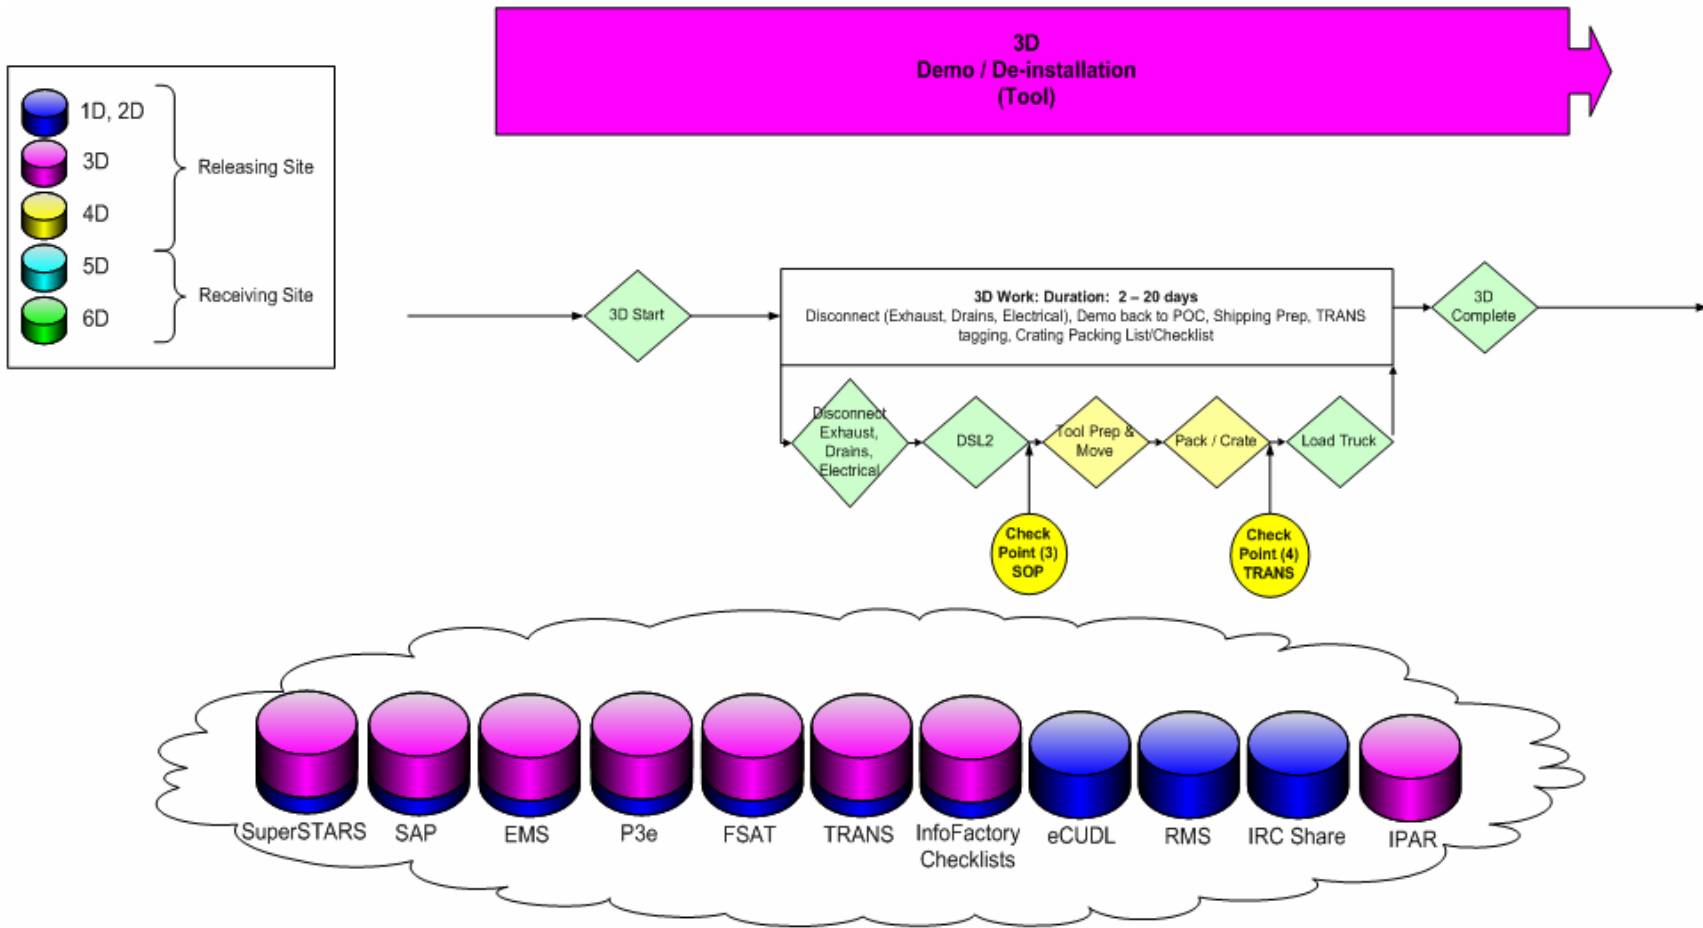 3D
Demo / De-installation
(Tool)
1D, 2D
3D
4D
5D
6D
Releasing Site
Receiving Site
3D Start
3D Work: Duration: 2 – 20 days
Disconnect (Exhaust, Drains, Electrical), Demo back to POC, Shipping Prep, TRANS
tagging, Crating Packing List/Checklist
3D
Complete
Disconnect
Exhaust,
Drains,
Electrical
DSL2
Tool Prep &
Move
Pack / Crate
Load Truck
Check
Point (3)
SOP
Check
Point (4)
TRANS
SuperSTARS
SAP
EMS
P3e
FSAT
TRANS
InfoFactory
Checklists
eCUDL
RMS
IRC Share
IPAR